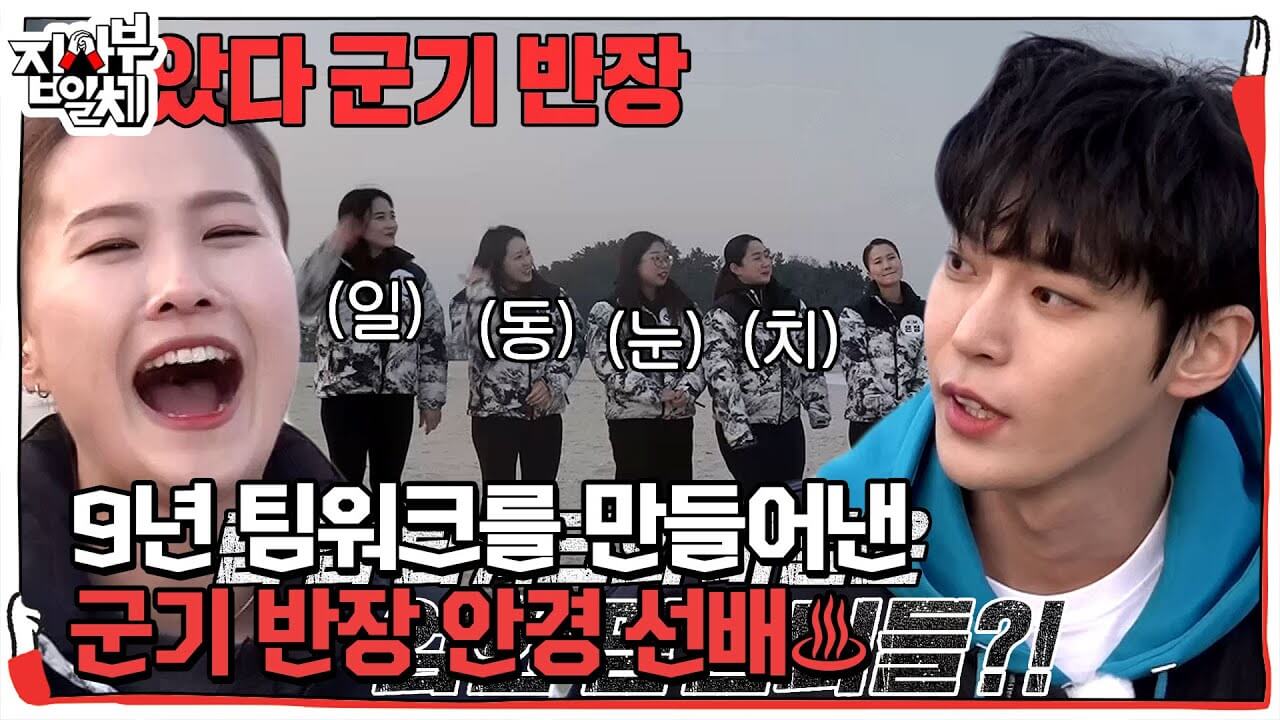 집사부
일체
았다 군기 반장
(일) (동) (눈) (치)
9년 팀워크를 만들어낸
군기 반장 안경 선배♨
들?!